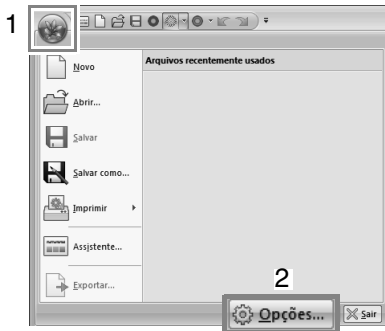 1
Arquivos recentemente usados
Novo
Abrir...
Salvar
Salvar como...
Imprimir
Assistente...
Exportar...
2
Opções...
Sair